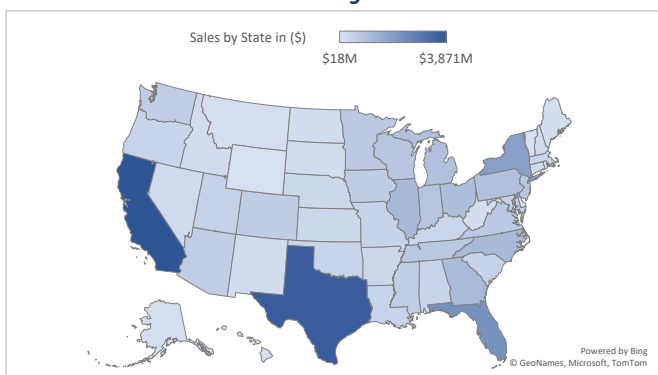 Sales by State in ($)
$18M $3,871M
Powered by Bing
© GeoNames, Microsoft, TomTom